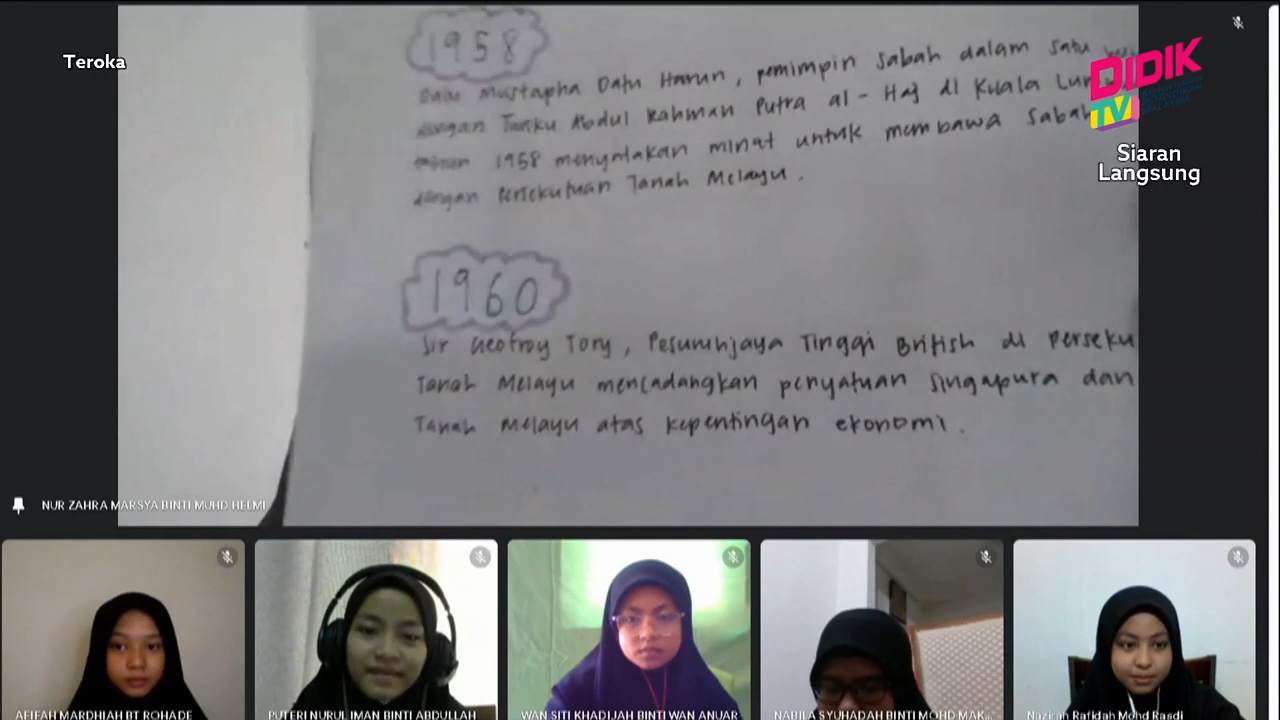 Teroka
DIDIK
TV
Siaran
Langsung
1958
Datu Mustapha Datu Harun, pemimpin Sabah dalam satu
dengan Tunku Abdul Rahman Putra al-Haj di Kuala Lum
tahun 1958 menyatakan minat untuk membawa Sabah
dengan Persekutuan Tanah Melayu.
1960
Sir Geofroy Tory, Pesuruhjaya Tinggi British di Perseku
Tanah Melayu mencadangkan penyatuan Singapura dan
Tanah Melayu atas kepentingan ekonomi.
NUR ZAHRA MARSYA BINTI MUHD HELMI
AFIFAH MARDHIAH BT ROHADE
PUTERI NURUL IMAN BINTI ABDULLAH
WAN SITI KHADIJAH BINTI WAN ANUAR
NABILA SYUHADAH BINTI MOHD MAK...
Nazirah Rafidah Mohd Rasdi